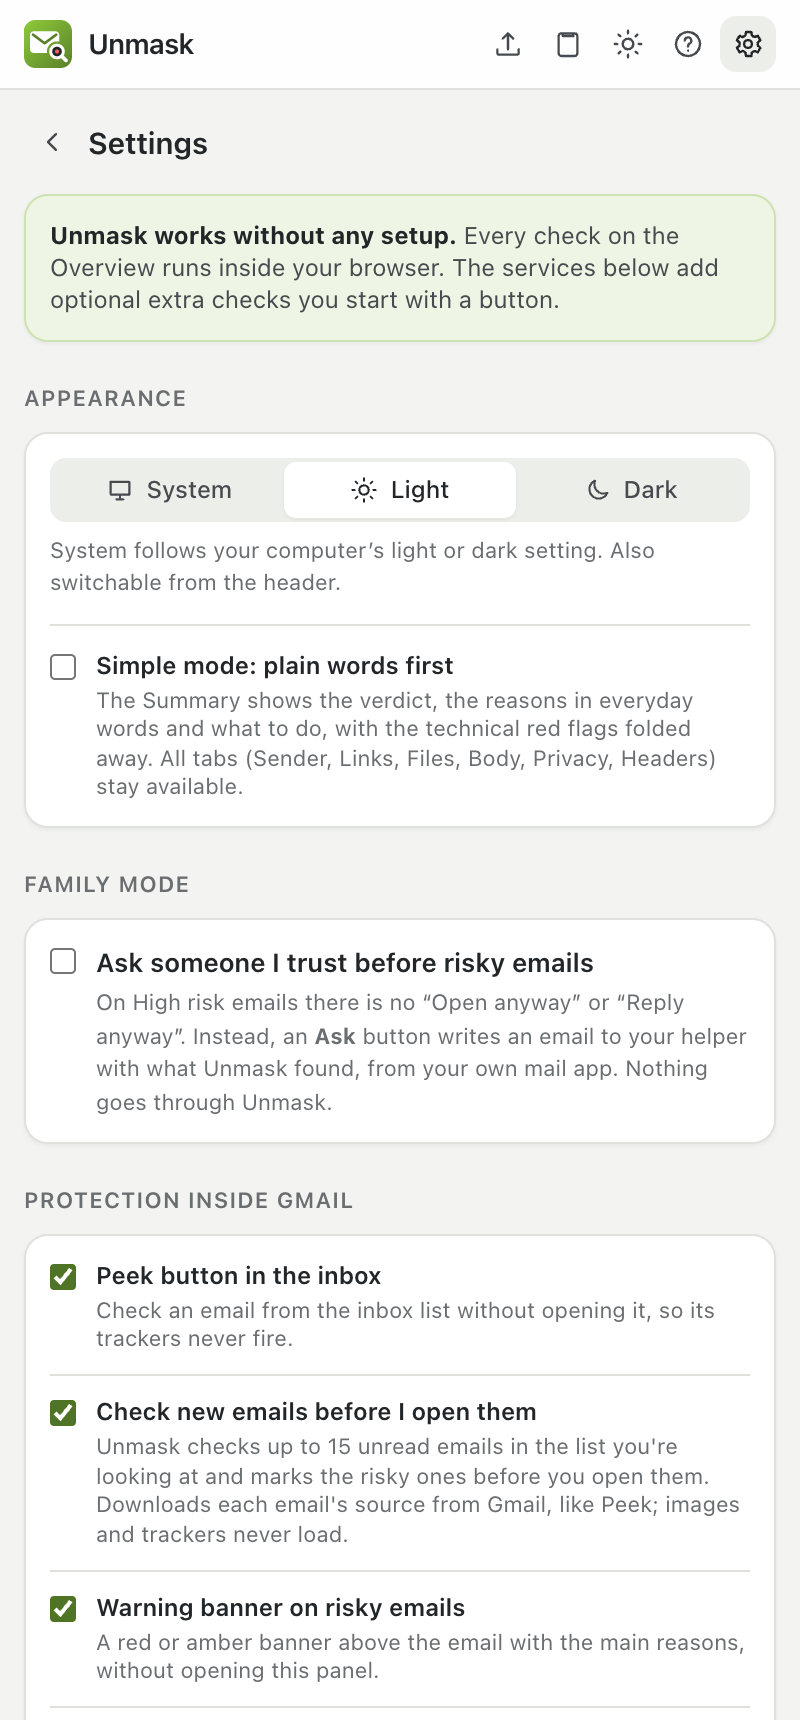 Unmask
Settings
Unmask works without any setup. Every check on the
Overview runs inside your browser. The services below add
optional extra checks you start with a button.
APPEARANCE
System
Light
Dark
System follows your computer’s light or dark setting. Also
switchable from the header.
Simple mode: plain words first
The Summary shows the verdict, the reasons in everyday
words and what to do, with the technical red flags folded
away. All tabs (Sender, Links, Files, Body, Privacy, Headers)
stay available.
FAMILY MODE
Ask someone I trust before risky emails
On High risk emails there is no “Open anyway” or “Reply
anyway”. Instead, an Ask button writes an email to your helper
with what Unmask found, from your own mail app. Nothing
goes through Unmask.
PROTECTION INSIDE GMAIL
Peek button in the inbox
Check an email from the inbox list without opening it, so its
trackers never fire.
Check new emails before I open them
Unmask checks up to 15 unread emails in the list you're
looking at and marks the risky ones before you open them.
Downloads each email's source from Gmail, like Peek; images
and trackers never load.
Warning banner on risky emails
A red or amber banner above the email with the main reasons,
without opening this panel.